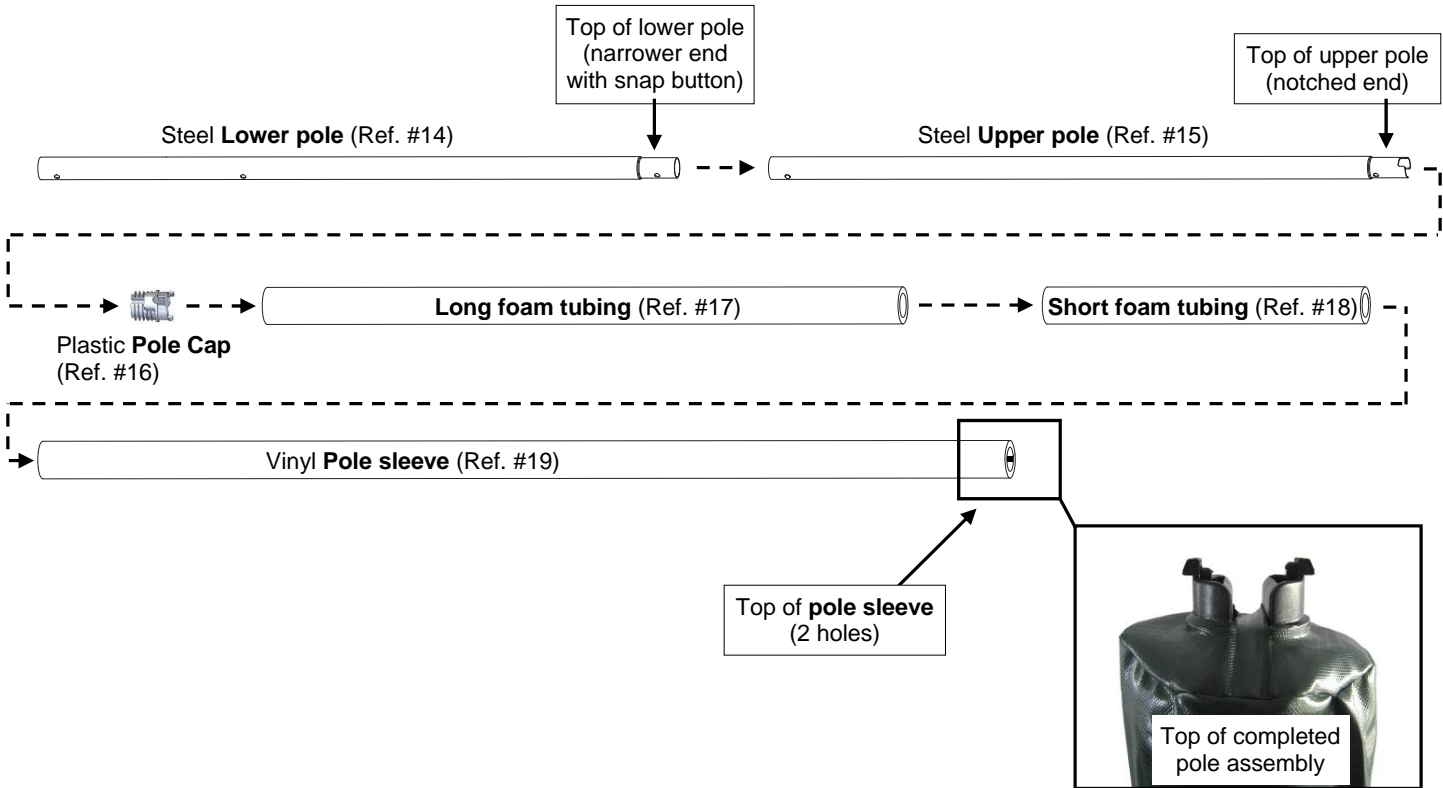 Top of lower pole
(narrower end
with snap button)
Top of upper pole
(notched end)
Steel Lower pole (Ref. #14)
Steel Upper pole (Ref. #15)
Plastic Pole Cap
(Ref. #16)
Long foam tubing (Ref. #17)
Short foam tubing (Ref. #18)
Vinyl Pole sleeve (Ref. #19)
Top of pole sleeve
(2 holes)
Top of completed
pole assembly